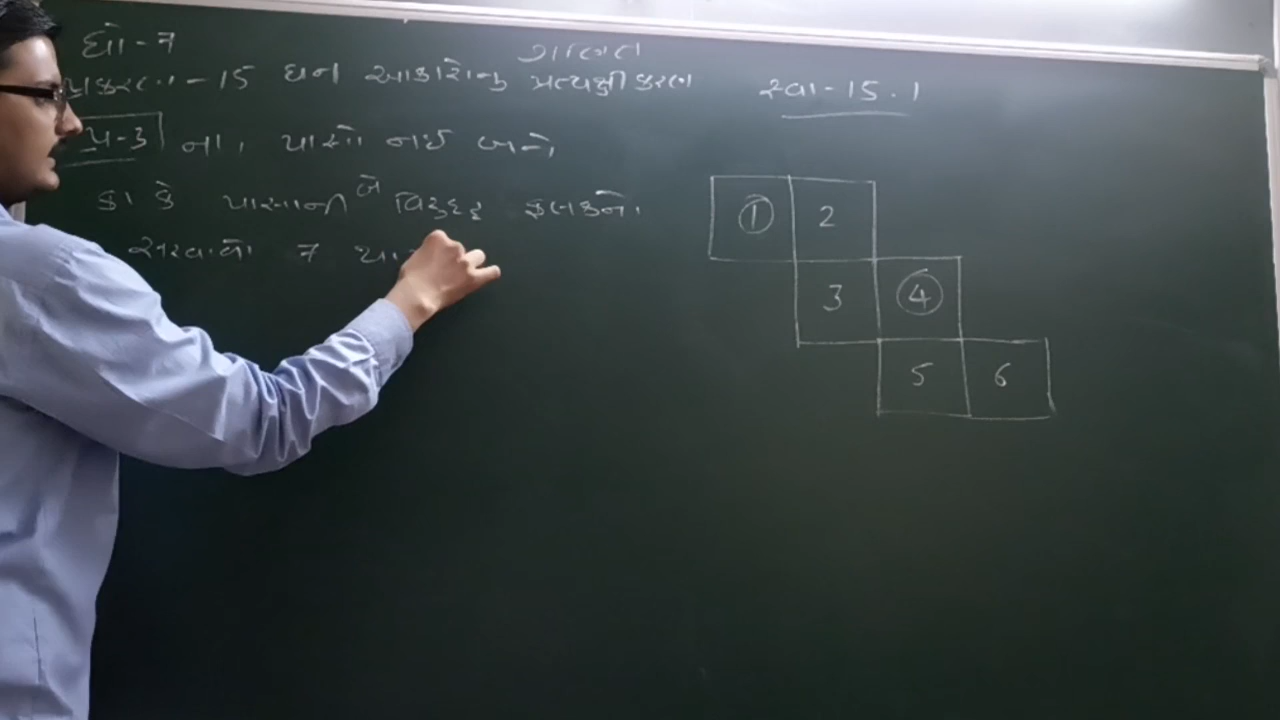 ધો-7
ગણિત
પ્રકરણ-15 ઘન આકારોનું પ્રત્યક્ષીકરણ
સ્વા-15.1
પ્ર-3 ના, પાસો નહીં બને,
કા કે પાસાની બે વિરુદ્ધ ફલકનો
સરવાળો 7 થા
1 2
3 4
5 6